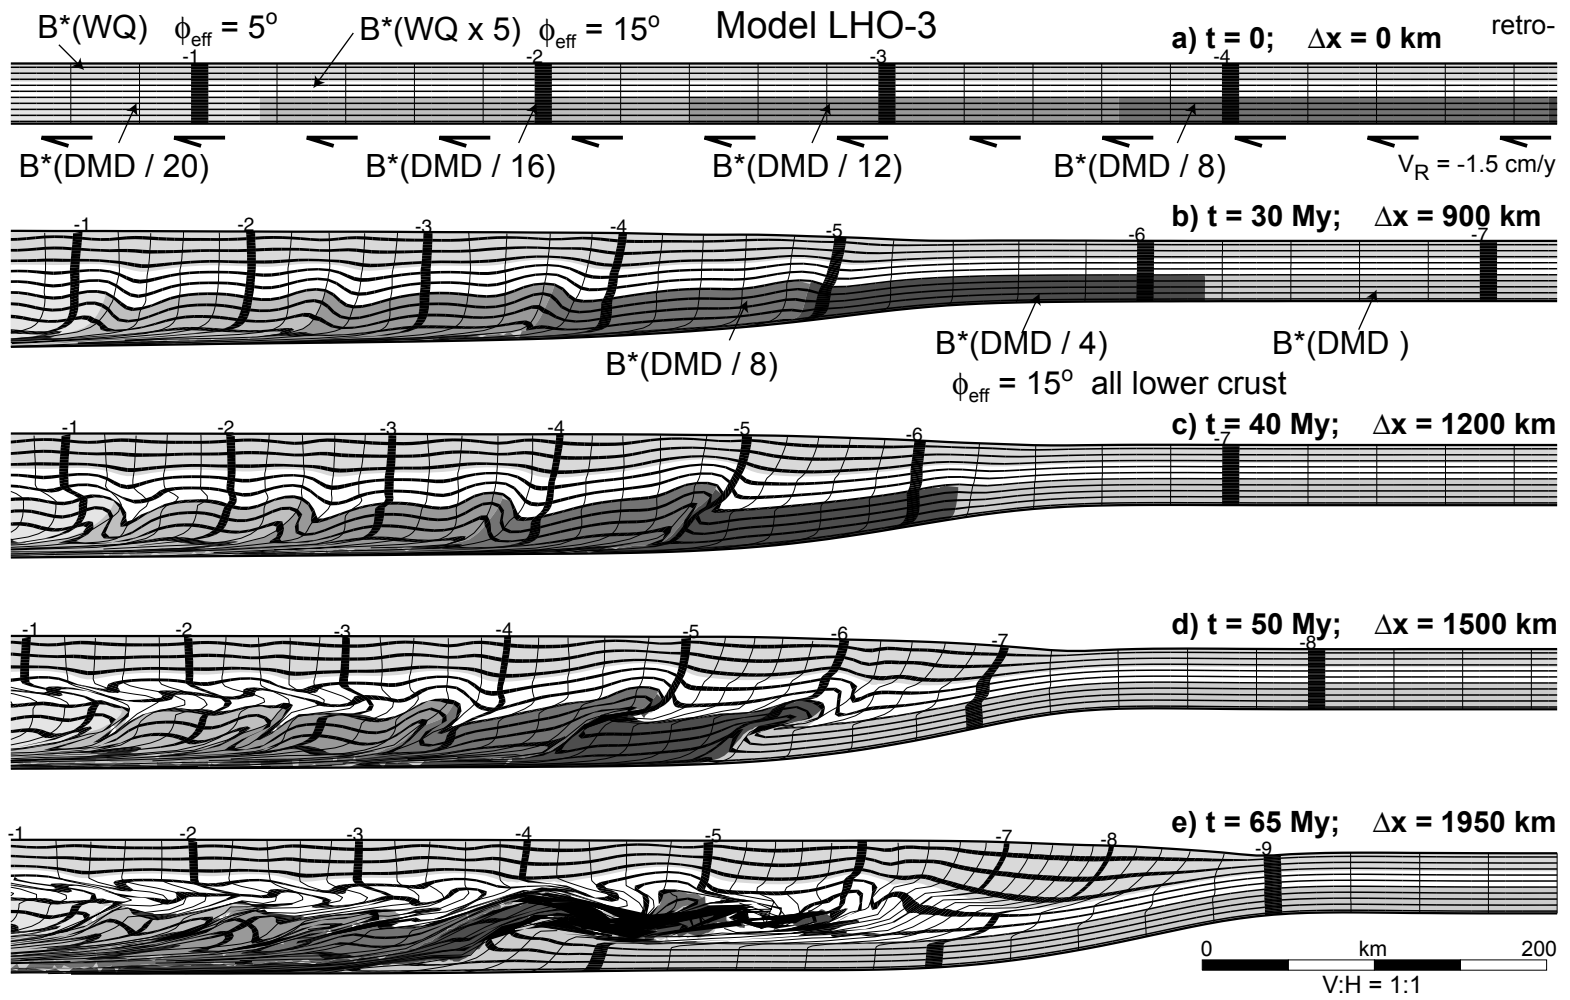 B*(WQ) ϕeff = 5° B*(WQ x 5) ϕeff = 15° Model LHO-3 a) t = 0; Δx = 0 km retro-
-1 -2 -3 -4
B*(DMD / 20) B*(DMD / 16) B*(DMD / 12) B*(DMD / 8) VR = -1.5 cm/y
b) t = 30 My; Δx = 900 km
-1 -2 -3 -4 -5 -6 -7
B*(DMD / 8) B*(DMD / 4) B*(DMD )
ϕeff = 15° all lower crust
c) t = 40 My; Δx = 1200 km
-1 -2 -3 -4 -5 -6 -7
d) t = 50 My; Δx = 1500 km
-1 -2 -3 -4 -5 -6 -7 -8
e) t = 65 My; Δx = 1950 km
-1 -2 -3 -4 -5 -7 -8 -9
0 km 200
V:H = 1:1